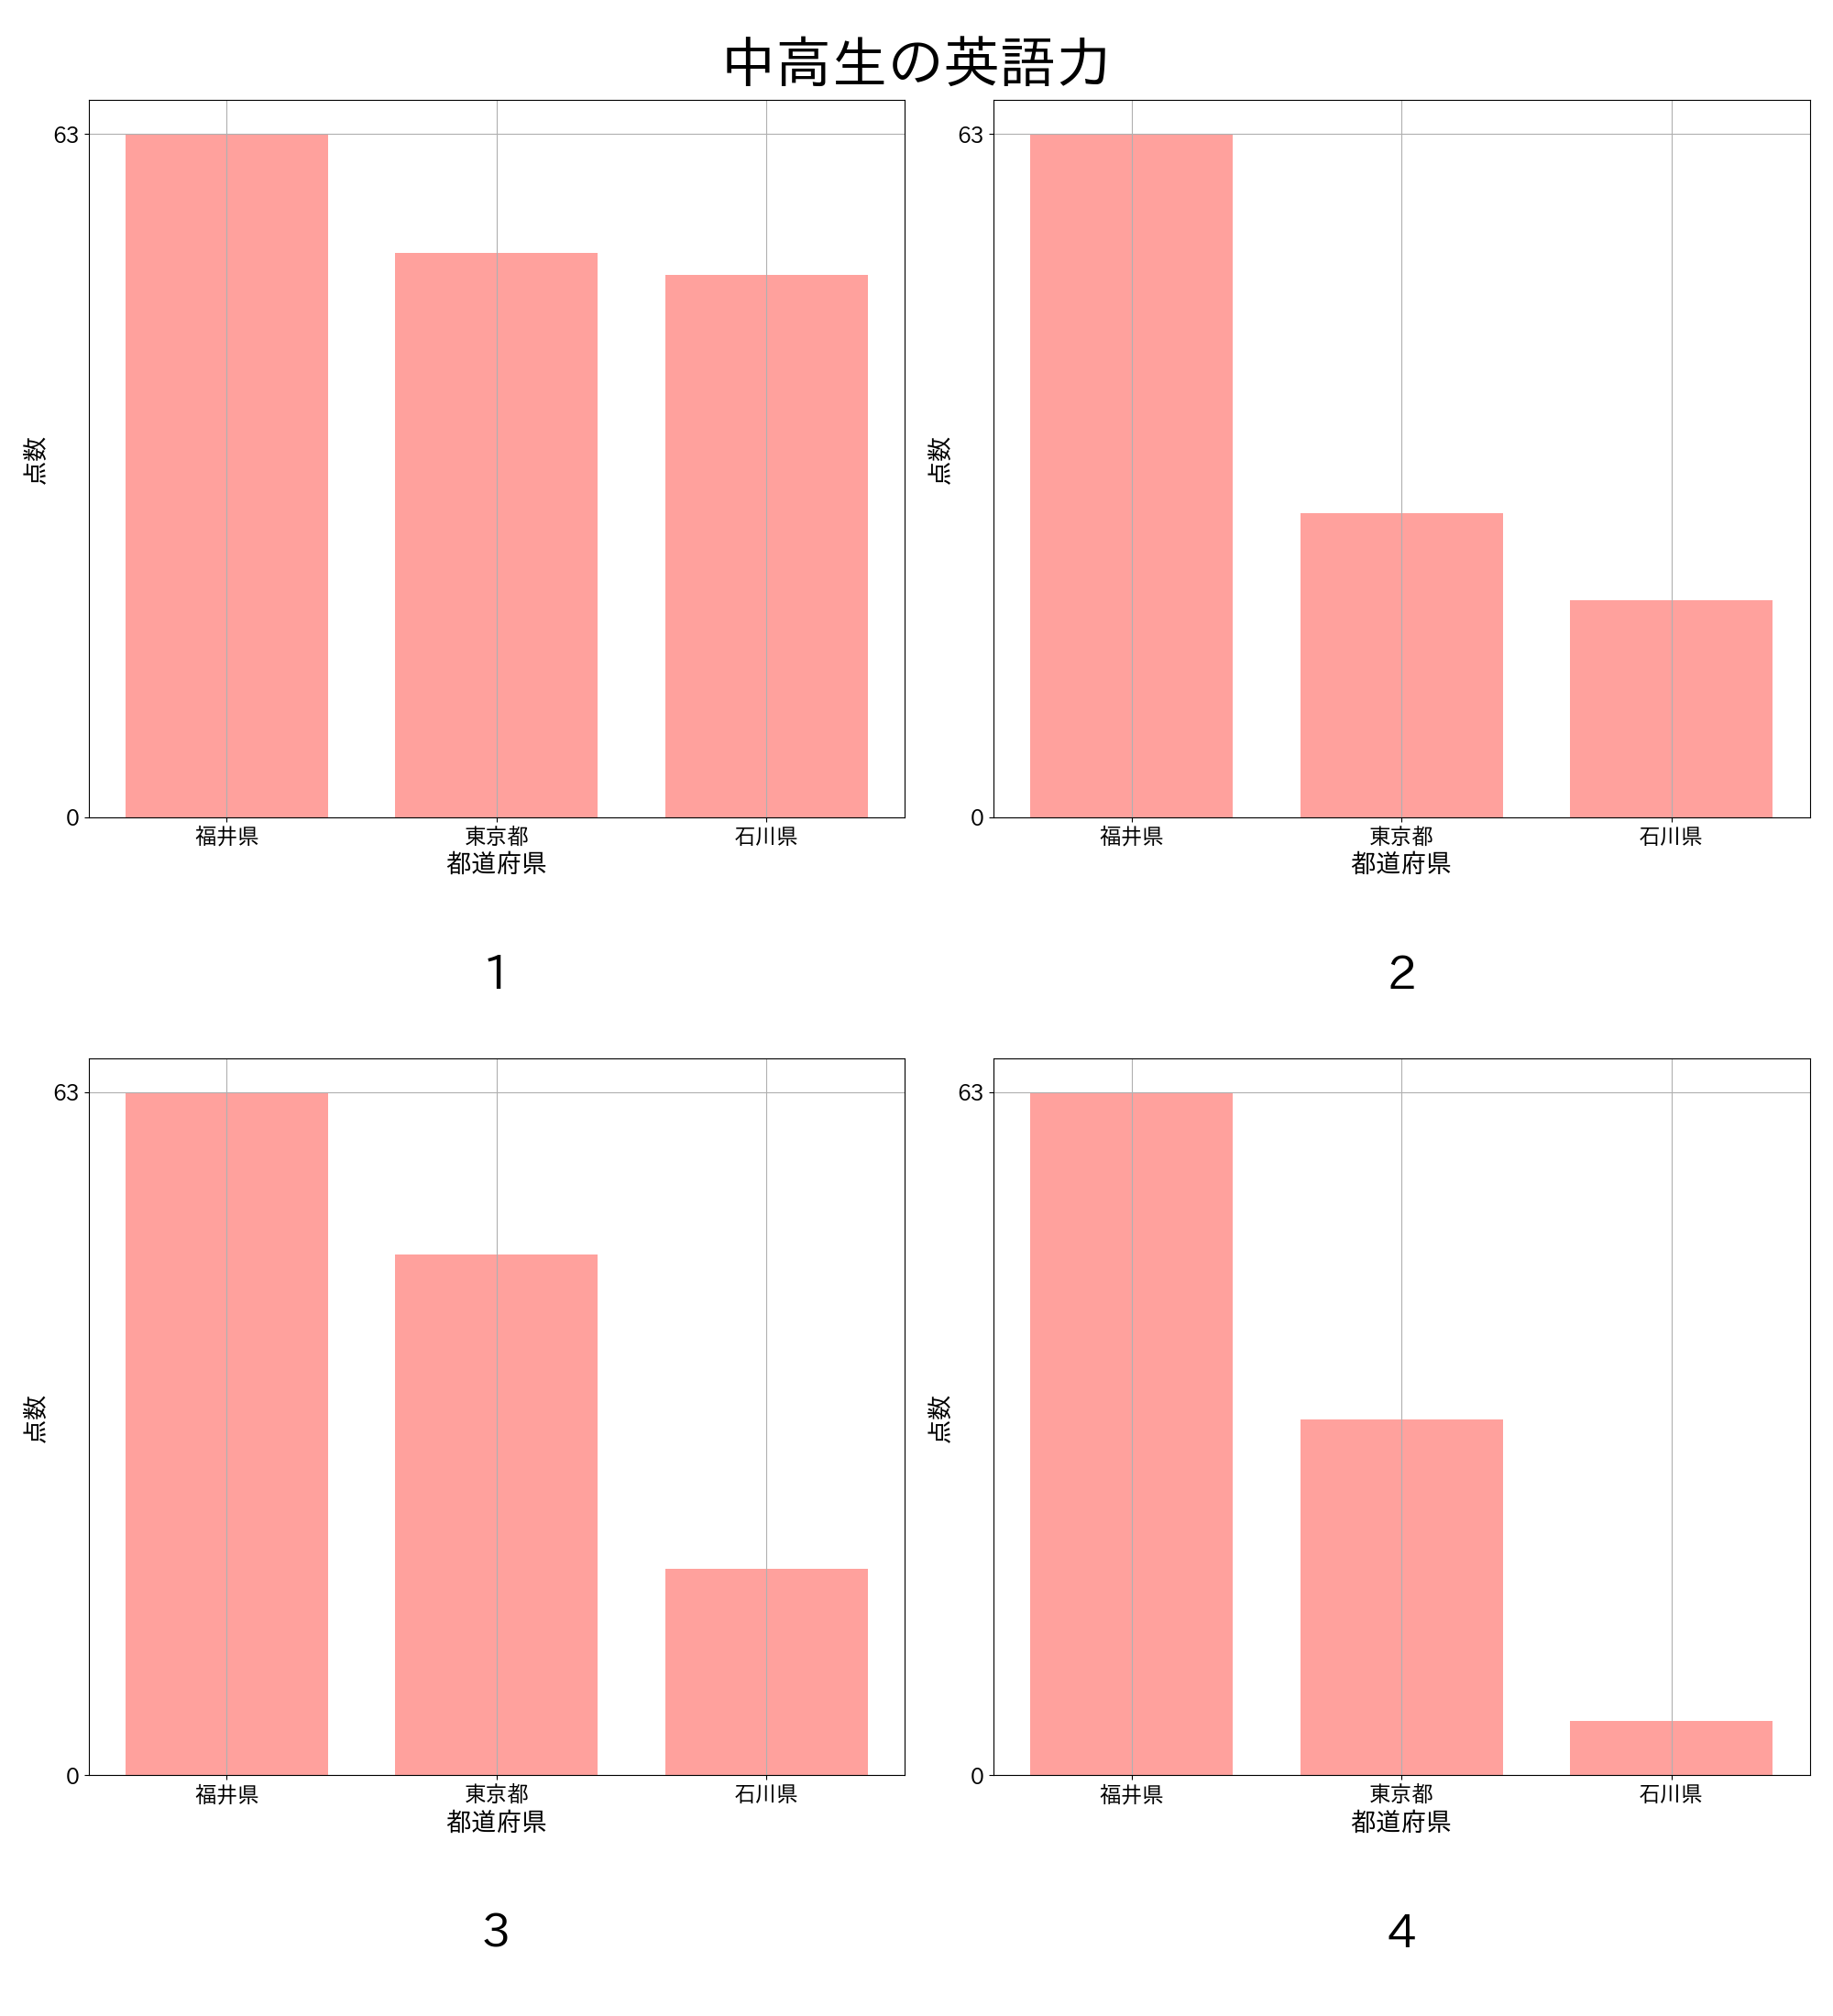 中高生の英語力
63
点数
0
福井県 東京都 石川県
都道府県
1
63
点数
0
福井県 東京都 石川県
都道府県
2
63
点数
0
福井県 東京都 石川県
都道府県
3
63
点数
0
福井県 東京都 石川県
都道府県
4